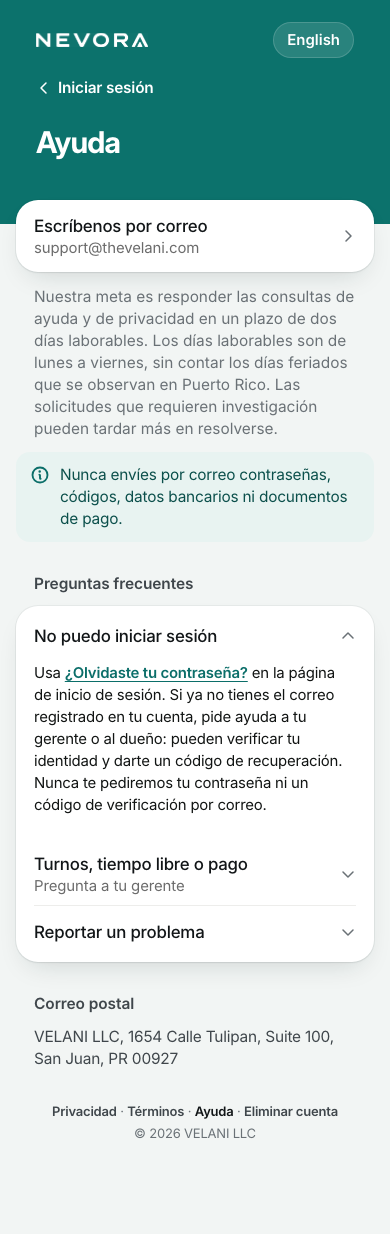 NEVORA
English
Iniciar sesión
Ayuda
Escríbenos por correo
support@thevelani.com
Nuestra meta es responder las consultas de
ayuda y de privacidad en un plazo de dos
días laborables. Los días laborables son de
lunes a viernes, sin contar los días feriados
que se observan en Puerto Rico. Las
solicitudes que requieren investigación
pueden tardar más en resolverse.
Nunca envíes por correo contraseñas,
códigos, datos bancarios ni documentos
de pago.
Preguntas frecuentes
No puedo iniciar sesión
Usa ¿Olvidaste tu contraseña? en la página
de inicio de sesión. Si ya no tienes el correo
registrado en tu cuenta, pide ayuda a tu
gerente o al dueño: pueden verificar tu
identidad y darte un código de recuperación.
Nunca te pediremos tu contraseña ni un
código de verificación por correo.
Turnos, tiempo libre o pago
Pregunta a tu gerente
Reportar un problema
Correo postal
VELANI LLC, 1654 Calle Tulipan, Suite 100,
San Juan, PR 00927
Privacidad · Términos · Ayuda · Eliminar cuenta
© 2026 VELANI LLC